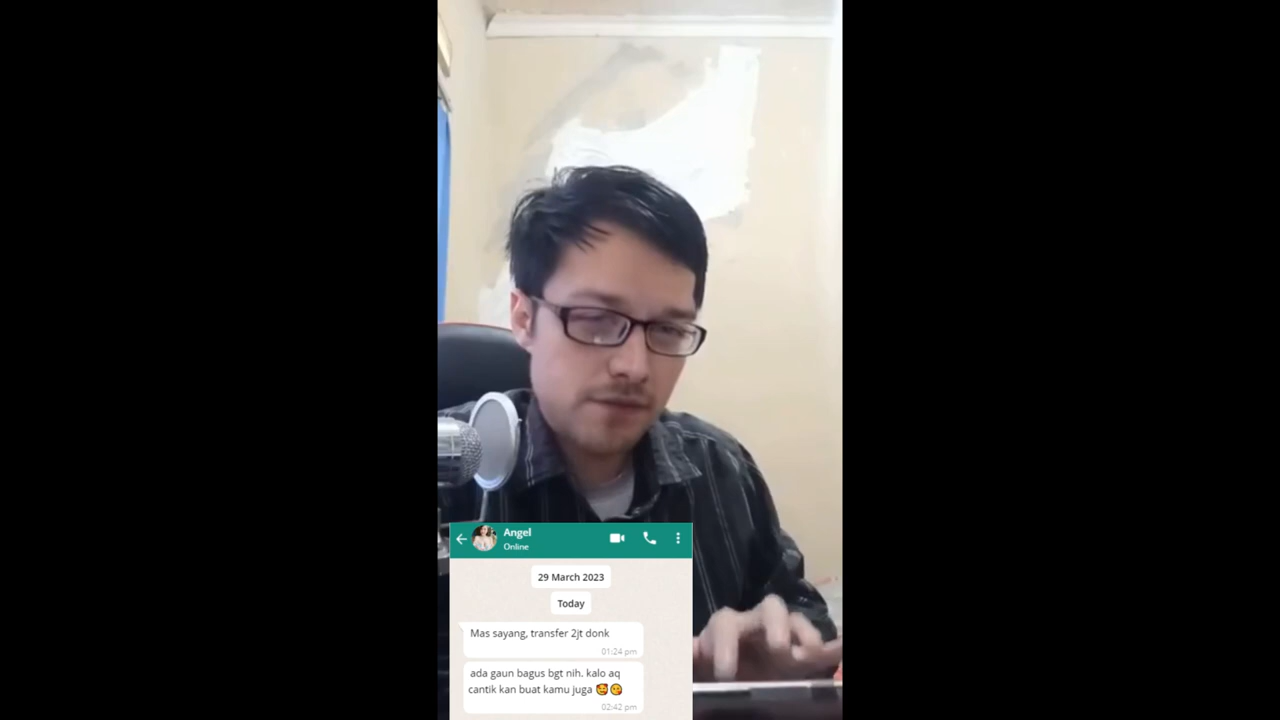 Angel
Online
29 March 2023
Today
Mas sayang, transfer 2jt donk
01:24 pm
ada gaun bagus bgt nih. kalo aq
cantik kan buat kamu juga 🥰😋
02:42 pm